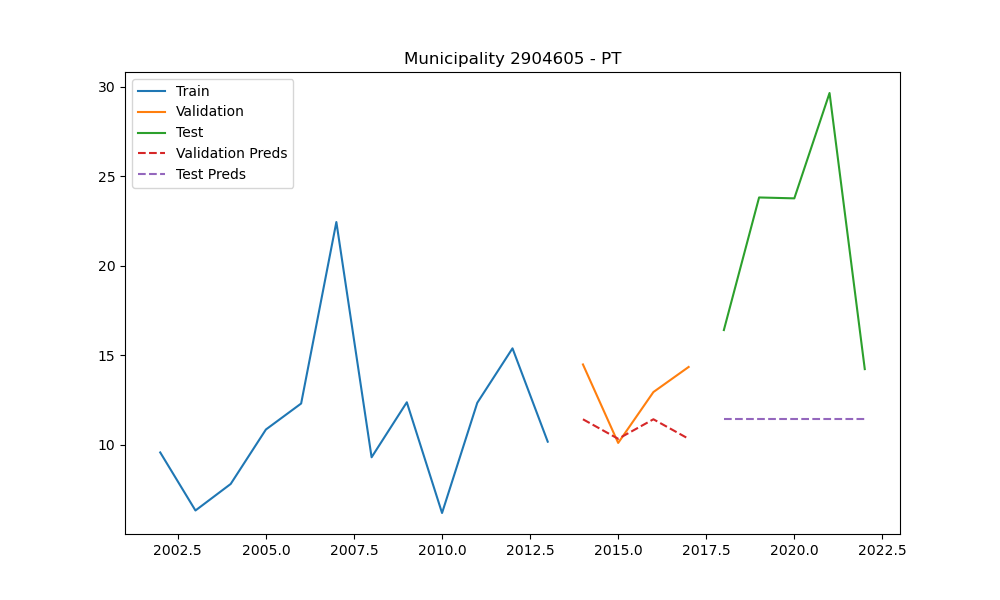 Municipality 2904605 - PT
Train
Validation
Test
Validation Preds
Test Preds
30
25
20
15
10
2002.5 2005.0 2007.5 2010.0 2012.5 2015.0 2017.5 2020.0 2022.5